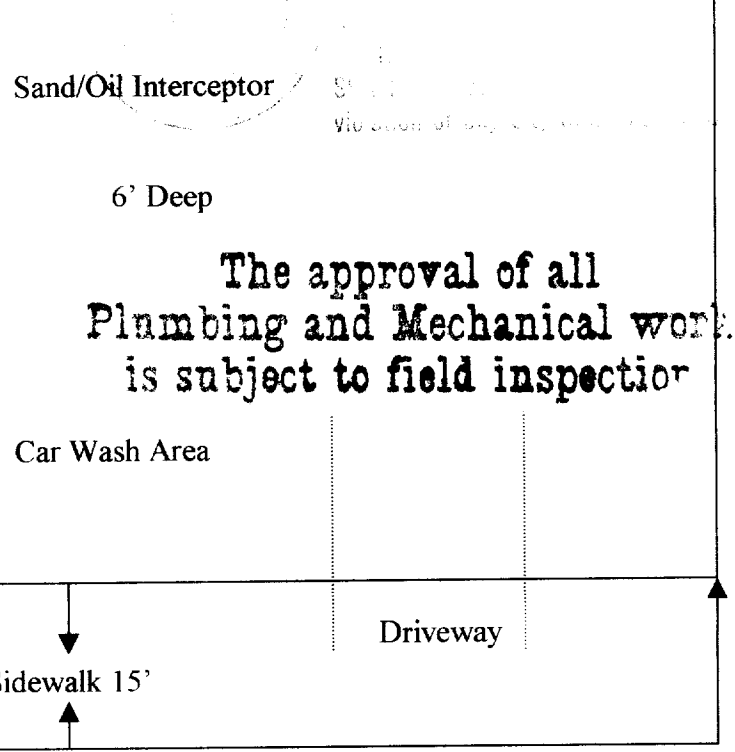 Sand/Oil Interceptor
of
6' Deep
The approval of all
Plumbing and Mechanical work
is subject to field inspection
Car Wash Area
Driveway
Sidewalk 15'